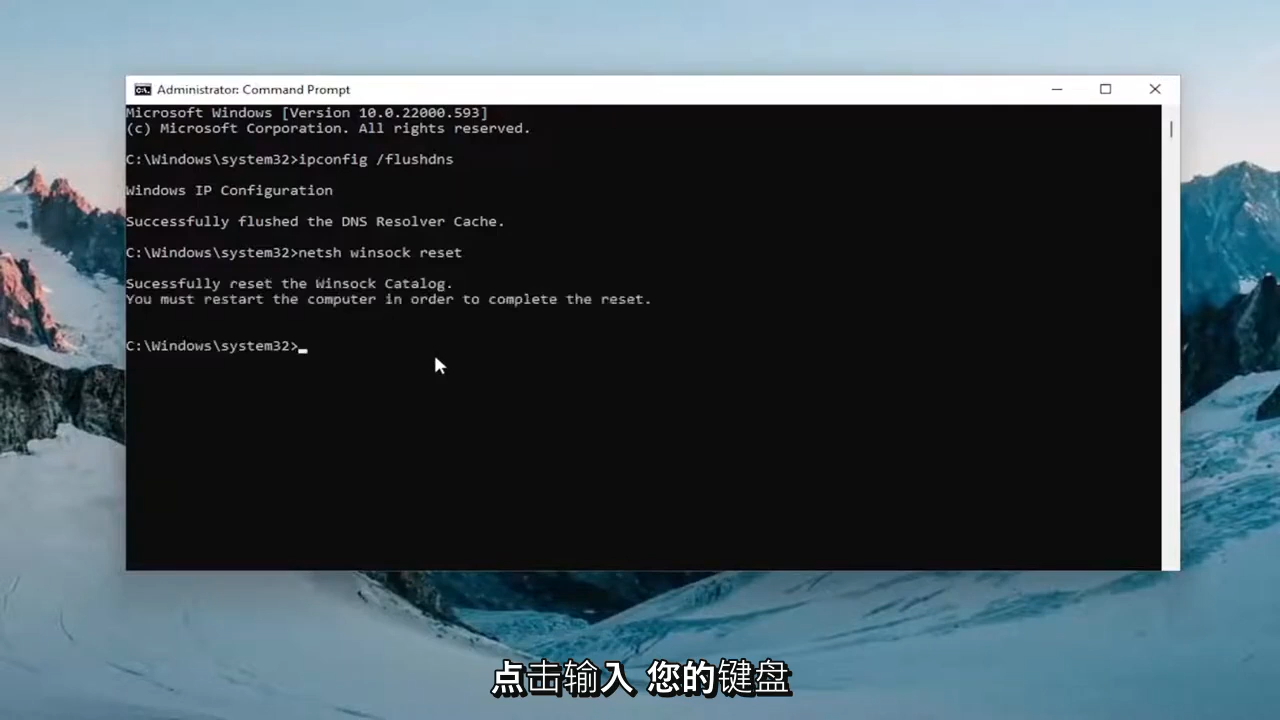 Administrator: Command Prompt
Microsoft Windows [Version 10.0.22000.593]
(c) Microsoft Corporation. All rights reserved.
C:\Windows\system32>ipconfig /flushdns
Windows IP Configuration
Successfully flushed the DNS Resolver Cache.
C:\Windows\system32>netsh winsock reset
Sucessfully reset the Winsock Catalog.
You must restart the computer in order to complete the reset.
C:\Windows\system32>
点击输入 您的键盘